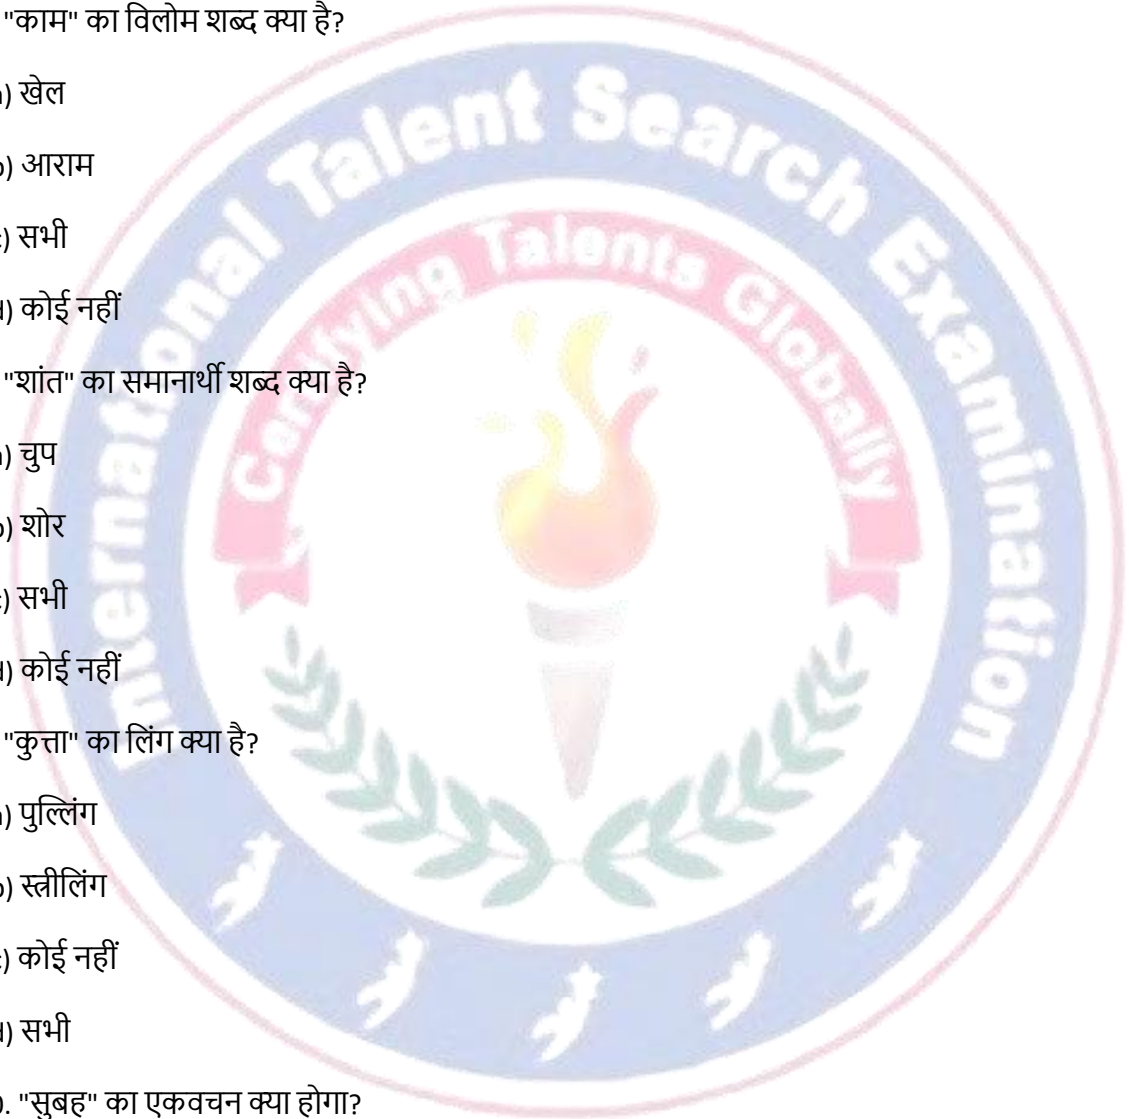 "काम" का विलोम शब्द क्या है?
) खेल
) आराम
) सभी
) कोई नहीं
"शांत" का समानार्थी शब्द क्या है?
) चुप
) शोर
) सभी
) कोई नहीं
"कुत्ता" का लिंग क्या है?
) पुल्लिंग
) स्त्रीलिंग
) कोई नहीं
) सभी
. "सुबह" का एकवचन क्या होगा?
International Talent Search Examination
Certifying Talents Globally